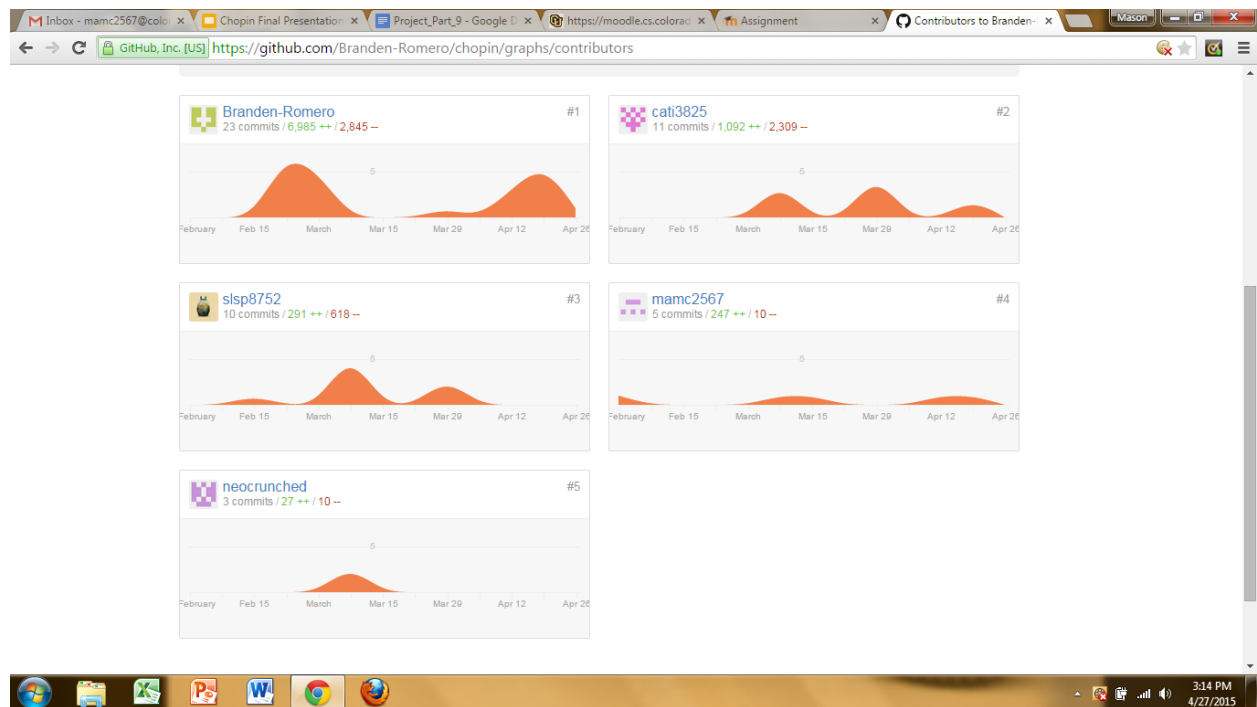 Inbox - mamc2567@colo
Chopin Final Presentation
Project_Part_9 - Google D
https://moodle.cs.colorad
Assignment
Contributors to Branden-
Mason
GitHub, Inc. [US] https://github.com/Branden-Romero/chopin/graphs/contributors
Branden-Romero #1
23 commits / 6,985 ++ / 2,845 --
5
February Feb 15 March Mar 15 Mar 29 Apr 12 Apr 26
cati3825 #2
11 commits / 1,092 ++ / 2,309 --
5
February Feb 15 March Mar 15 Mar 29 Apr 12 Apr 26
slsp8752 #3
10 commits / 291 ++ / 618 --
5
February Feb 15 March Mar 15 Mar 29 Apr 12 Apr 26
mamc2567 #4
5 commits / 247 ++ / 10 --
5
February Feb 15 March Mar 15 Mar 29 Apr 12 Apr 26
neocrunched #5
3 commits / 27 ++ / 10 --
5
February Feb 15 March Mar 15 Mar 29 Apr 12 Apr 26
3:14 PM
4/27/2015